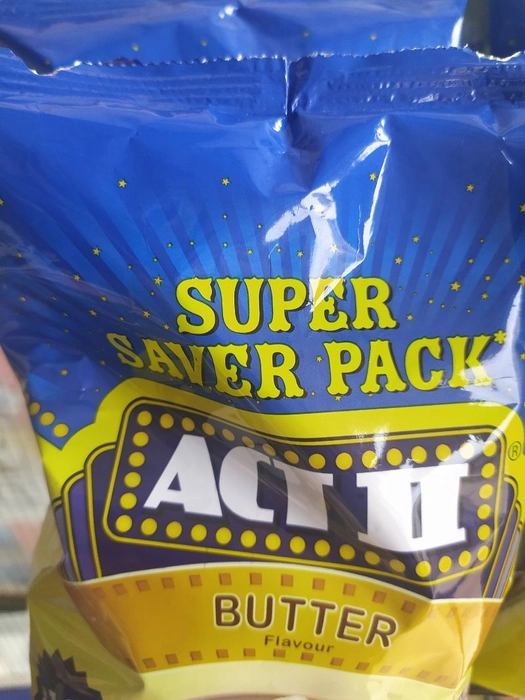 SUPER
SAVER PACK*
ACT II®
BUTTER
Flavour